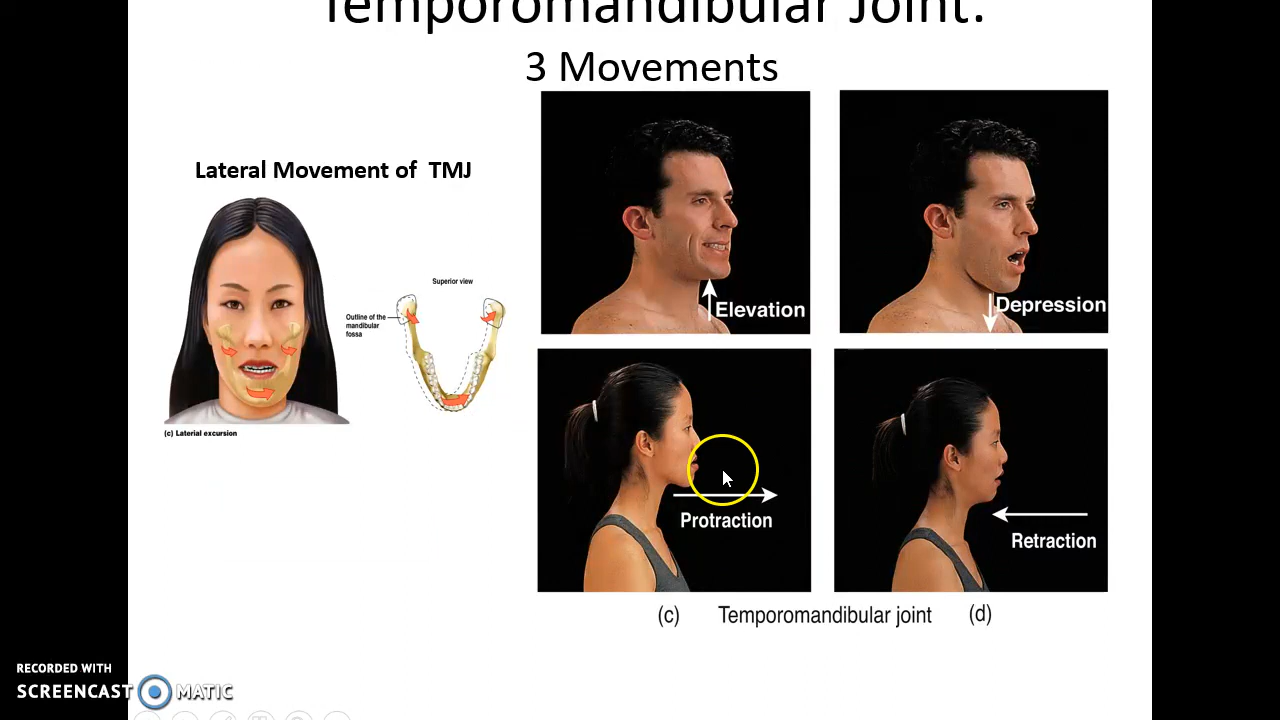 Temporomandibular Joint:
3 Movements
Lateral Movement of TMJ
Superior view
Outline of the
mandibular
fossa
(c) Laterial excursion
Elevation
Depression
Protraction
Retraction
(c) Temporomandibular joint (d)
RECORDED WITH
SCREENCAST MATIC